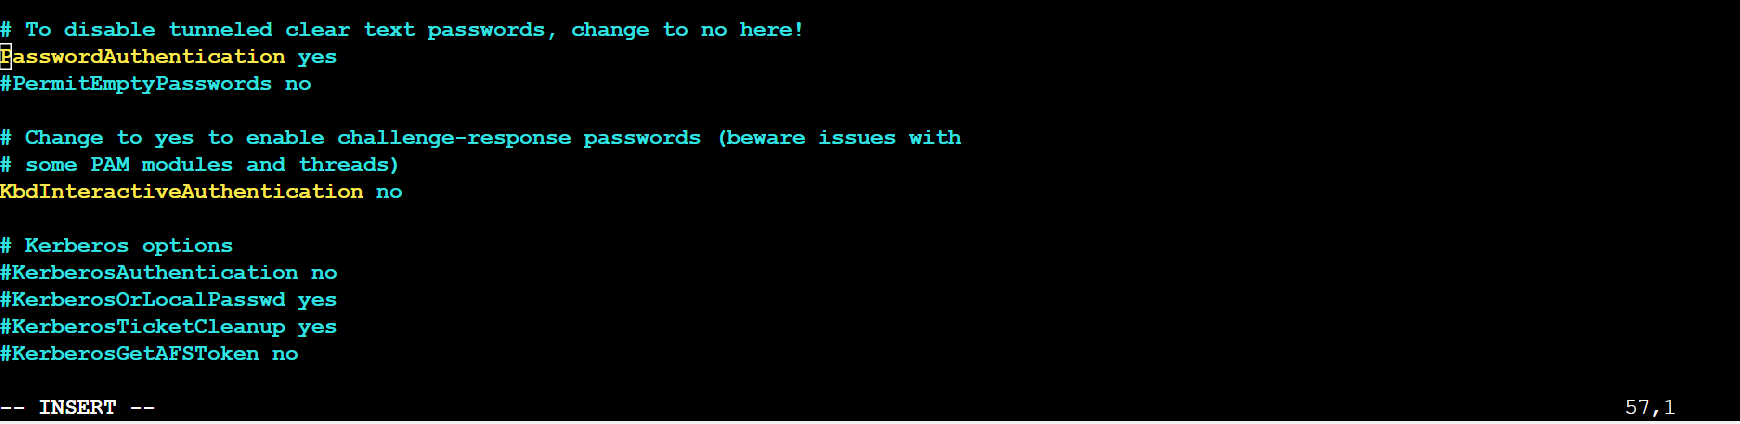 # To disable tunneled clear text passwords, change to no here!
PasswordAuthentication yes
#PermitEmptyPasswords no
# Change to yes to enable challenge-response passwords (beware issues with
# some PAM modules and threads)
KbdInteractiveAuthentication no
# Kerberos options
#KerberosAuthentication no
#KerberosOrLocalPasswd yes
#KerberosTicketCleanup yes
#KerberosGetAFSToken no
-- INSERT -- 57,1